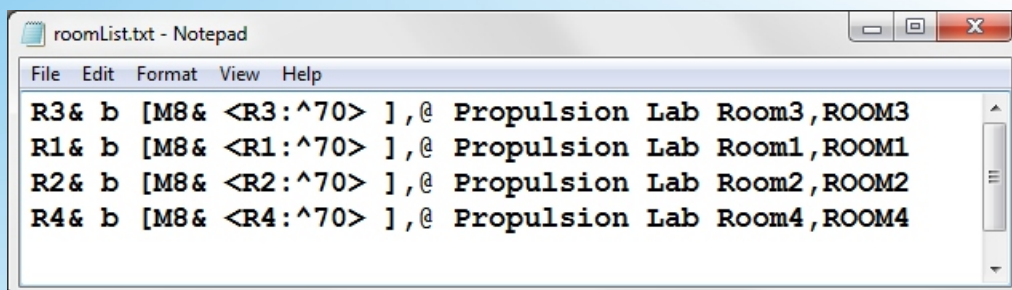 roomList.txt - Notepad
File Edit Format View Help
R3& b [M8& <R3:^70> ],@ Propulsion Lab Room3,ROOM3
R1& b [M8& <R1:^70> ],@ Propulsion Lab Room1,ROOM1
R2& b [M8& <R2:^70> ],@ Propulsion Lab Room2,ROOM2
R4& b [M8& <R4:^70> ],@ Propulsion Lab Room4,ROOM4